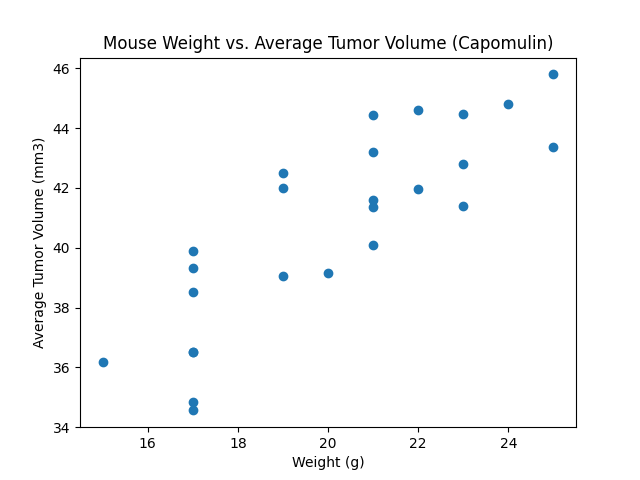 Mouse Weight vs. Average Tumor Volume (Capomulin)
46
44
42
40
38
36
34
Average Tumor Volume (mm3)
16 18 20 22 24
Weight (g)